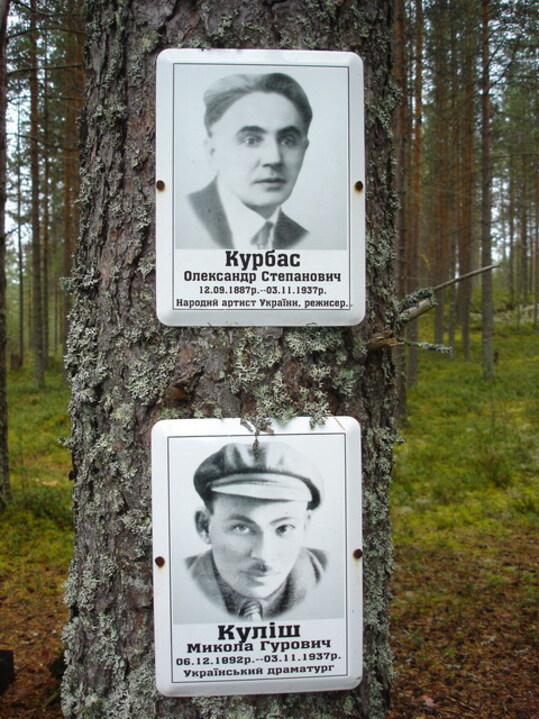 Курбас
Олександр Степанович
12.09.1887р.--03.11.1937р.
Народий артист України, режисер.
Куліш
Микола Гурович
06.12.1892р.--03.11.1937р.
Український драматург